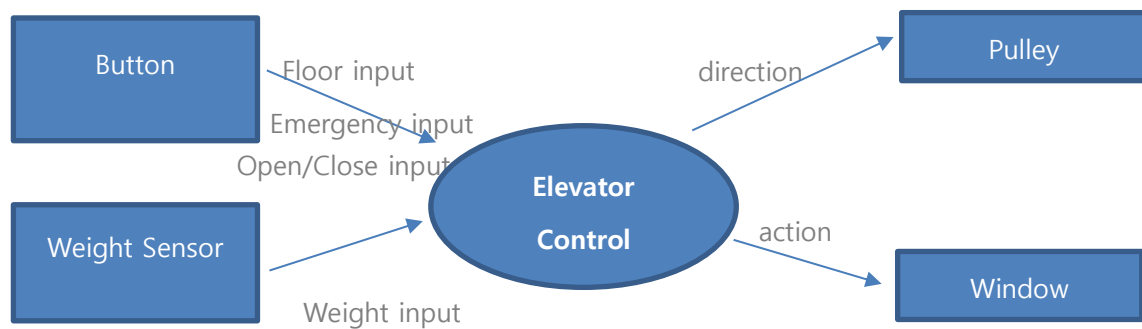 Button
Floor input
Emergency input
Open/Close input
Weight Sensor
Weight input
Elevator
Control
direction
Pulley
action
Window